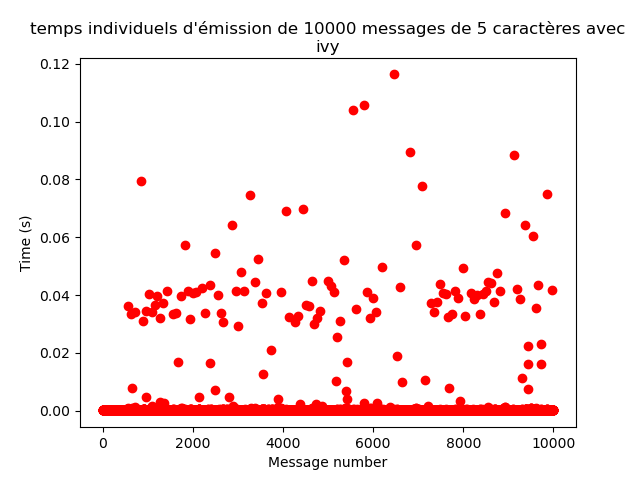 temps individuels d'émission de 10000 messages de 5 caractères avec
ivy
0.12
0.10
0.08
0.06
0.04
0.02
0.00
Time (s)
0 2000 4000 6000 8000 10000
Message number